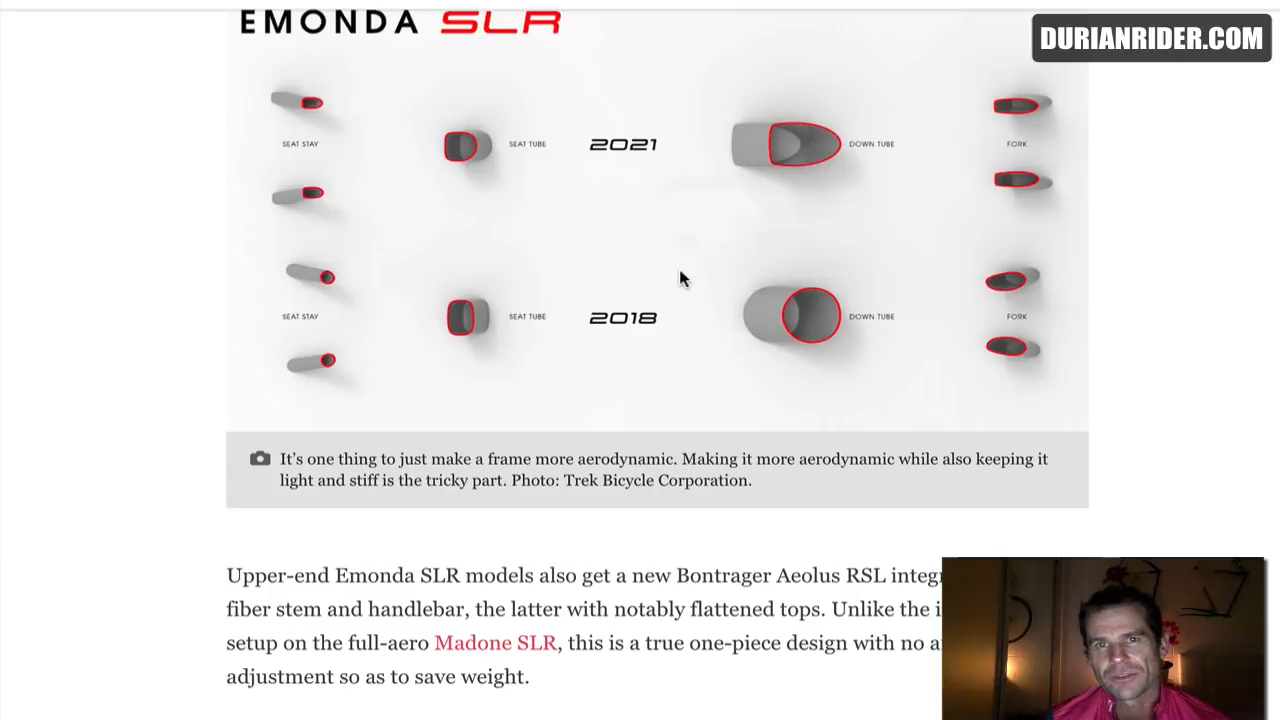 EMONDA SLR
DURIANRIDER.COM
SEAT STAY
SEAT TUBE
2021
DOWN TUBE
FORK
SEAT STAY
SEAT TUBE
2018
DOWN TUBE
FORK
It’s one thing to just make a frame more aerodynamic. Making it more aerodynamic while also keeping it
light and stiff is the tricky part. Photo: Trek Bicycle Corporation.
Upper-end Emonda SLR models also get a new Bontrager Aeolus RSL
fiber stem and handlebar, the latter with notably flattened tops. Unlike the
setup on the full-aero Madone SLR, this is a true one-piece design with no
adjustment so as to save weight.